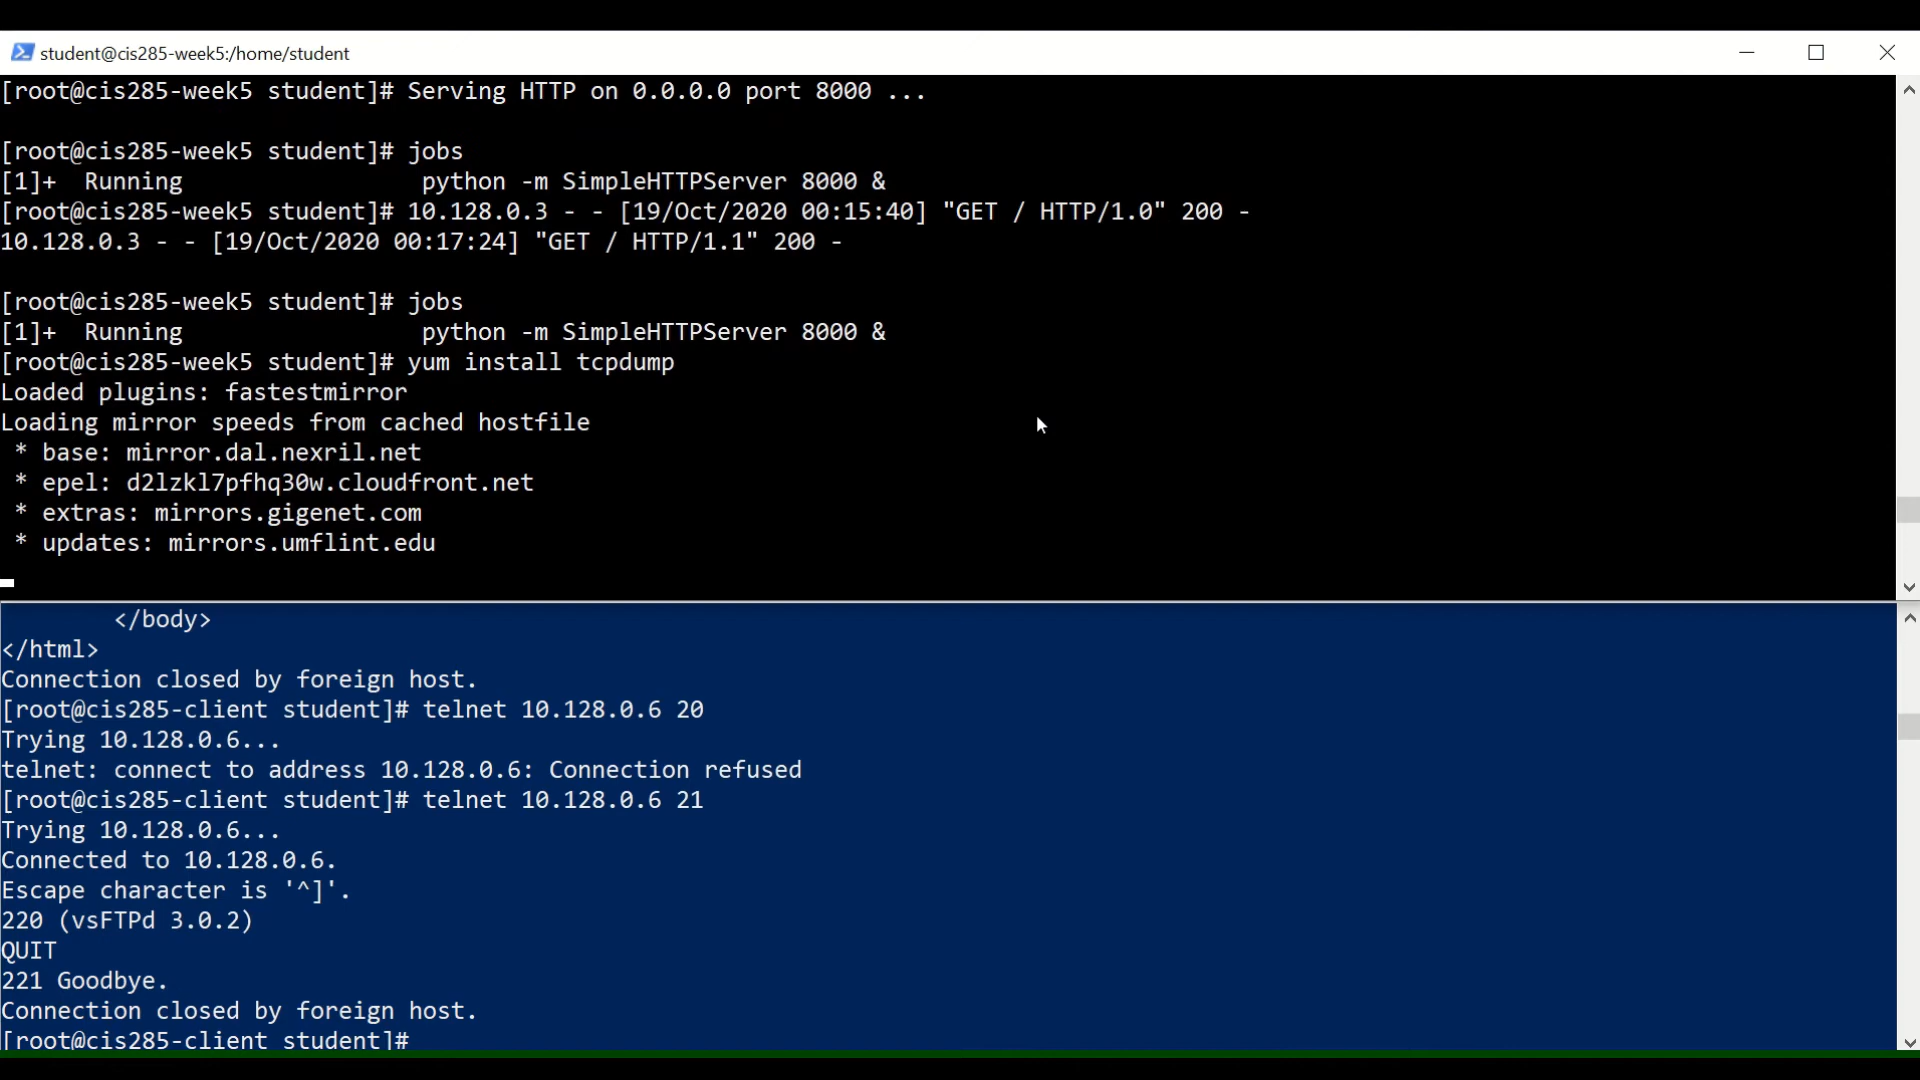 student@cis285-week5:/home/student
[root@cis285-week5 student]# Serving HTTP on 0.0.0.0 port 8000 ...
[root@cis285-week5 student]# jobs
[1]+  Running                 python -m SimpleHTTPServer 8000 &
[root@cis285-week5 student]# 10.128.0.3 - - [19/Oct/2020 00:15:40] "GET / HTTP/1.0" 200 -
10.128.0.3 - - [19/Oct/2020 00:17:24] "GET / HTTP/1.1" 200 -
[root@cis285-week5 student]# jobs
[1]+  Running                 python -m SimpleHTTPServer 8000 &
[root@cis285-week5 student]# yum install tcpdump
Loaded plugins: fastestmirror
Loading mirror speeds from cached hostfile
 * base: mirror.dal.nexril.net
 * epel: d2lzkl7pfhq30w.cloudfront.net
 * extras: mirrors.gigenet.com
 * updates: mirrors.umflint.edu
        </body>
</html>
Connection closed by foreign host.
[root@cis285-client student]# telnet 10.128.0.6 20
Trying 10.128.0.6...
telnet: connect to address 10.128.0.6: Connection refused
[root@cis285-client student]# telnet 10.128.0.6 21
Trying 10.128.0.6...
Connected to 10.128.0.6.
Escape character is '^]'.
220 (vsFTPd 3.0.2)
QUIT
221 Goodbye.
Connection closed by foreign host.
[root@cis285-client student]#